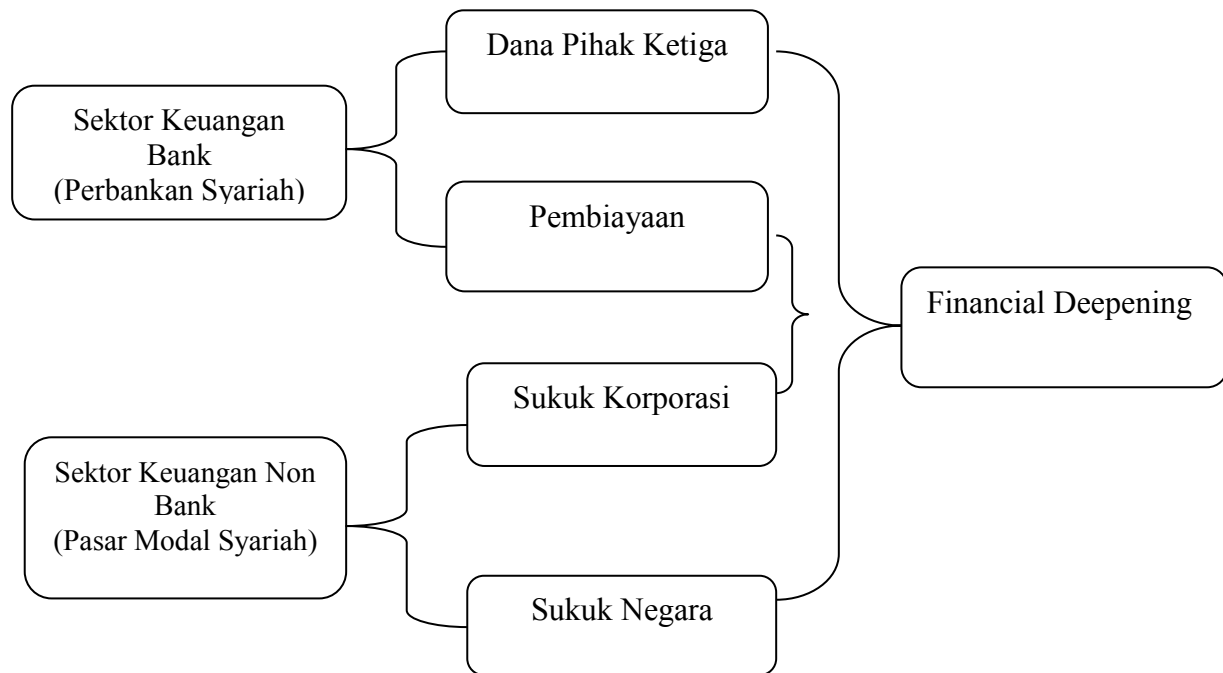 Dana Pihak Ketiga
Sektor Keuangan
Bank
(Perbankan Syariah)
Pembiayaan
Financial Deepening
Sukuk Korporasi
Sektor Keuangan Non
Bank
(Pasar Modal Syariah)
Sukuk Negara